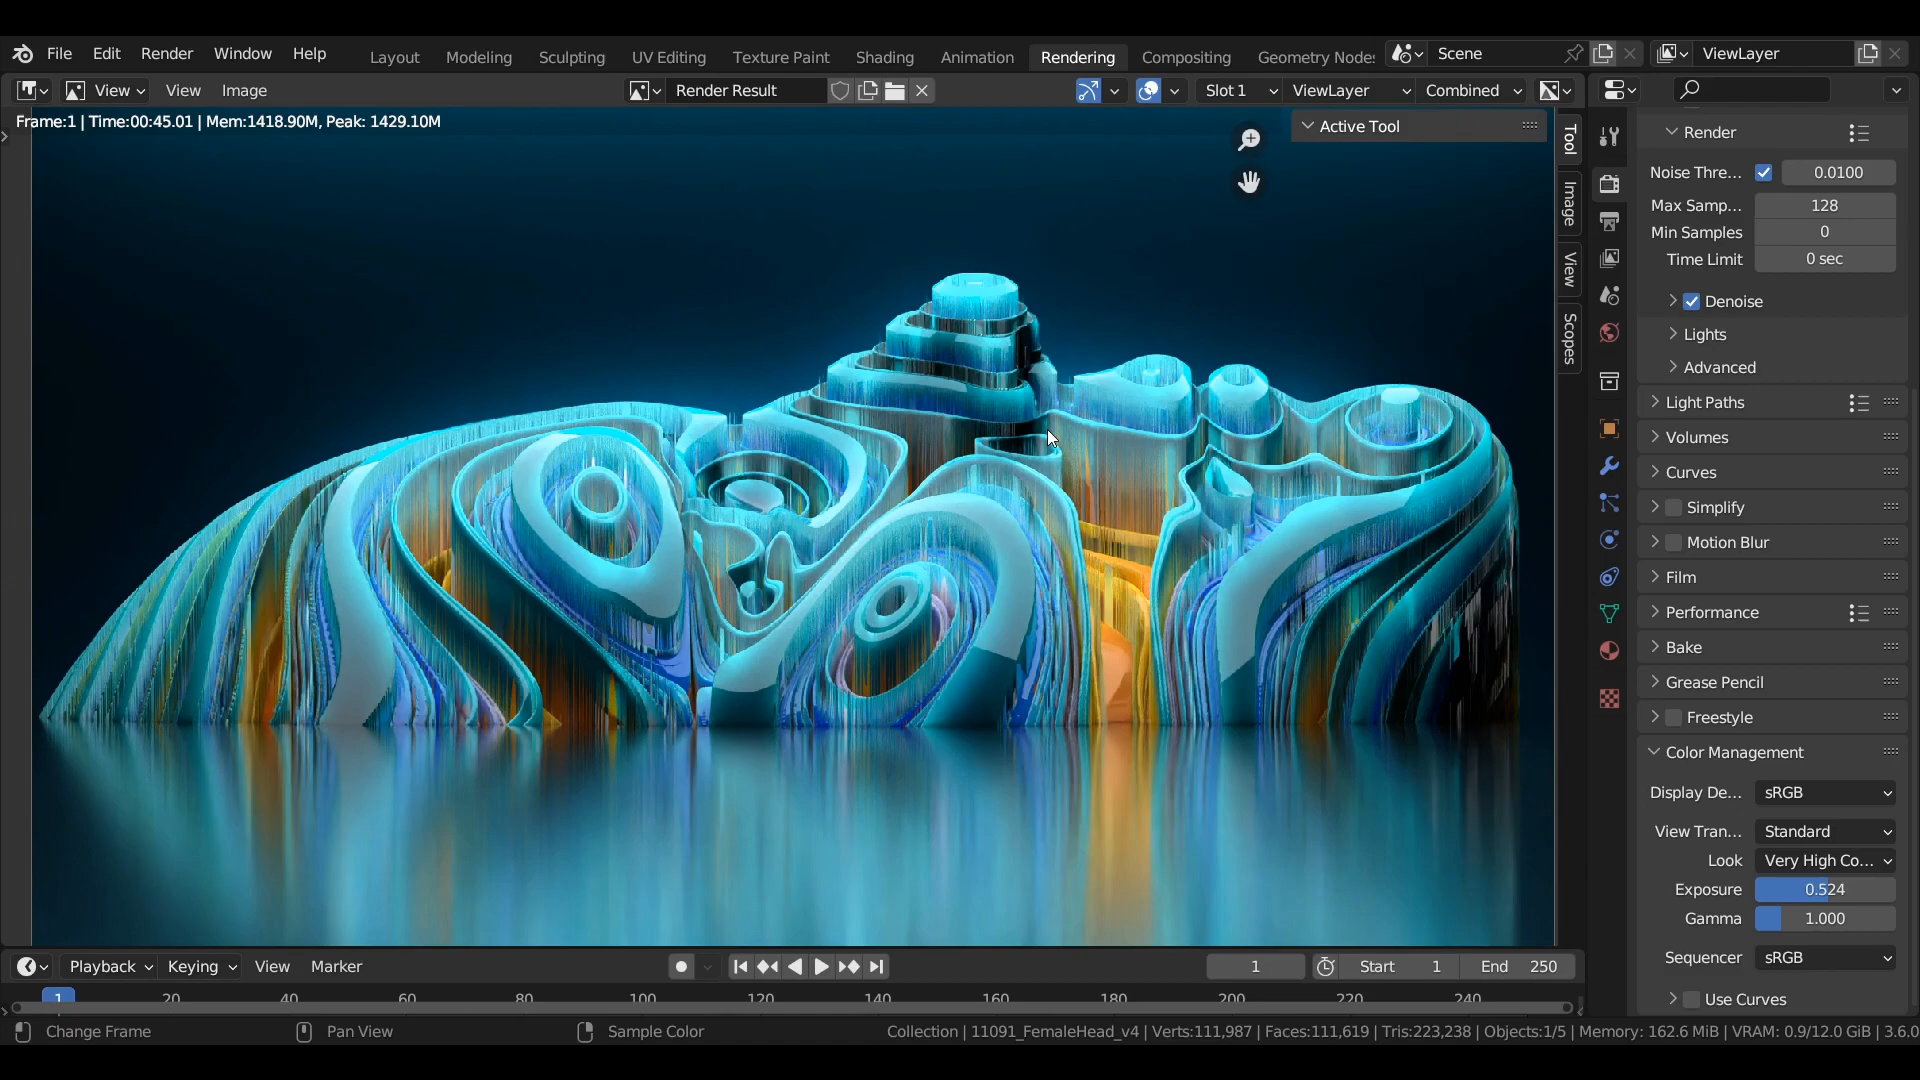 File Edit Render Window Help Layout Modeling Sculpting UV Editing Texture Paint Shading Animation Rendering Compositing Geometry Nodes Scene ViewLayer
View View Image Render Result Slot 1 ViewLayer Combined
Frame:1 | Time:00:45.01 | Mem:1418.90M, Peak: 1429.10M
Active Tool
Tool
Image
View
Scopes
Render
Noise Thre... 0.0100
Max Samp... 128
Min Samples 0
Time Limit 0 sec
Denoise
Lights
Advanced
Light Paths
Volumes
Curves
Simplify
Motion Blur
Film
Performance
Bake
Grease Pencil
Freestyle
Color Management
Display De... sRGB
View Tran... Standard
Look Very High Co...
Exposure 0.524
Gamma 1.000
Sequencer sRGB
Use Curves
Playback Keying View Marker 1 Start 1 End 250
1 20 40 60 80 100 120 140 160 180 200 220 240
Change Frame Pan View Sample Color Collection | 11091_FemaleHead_v4 | Verts:111,987 | Faces:111,619 | Tris:223,238 | Objects:1/5 | Memory: 162.6 MiB | VRAM: 0.9/12.0 GiB | 3.6.0